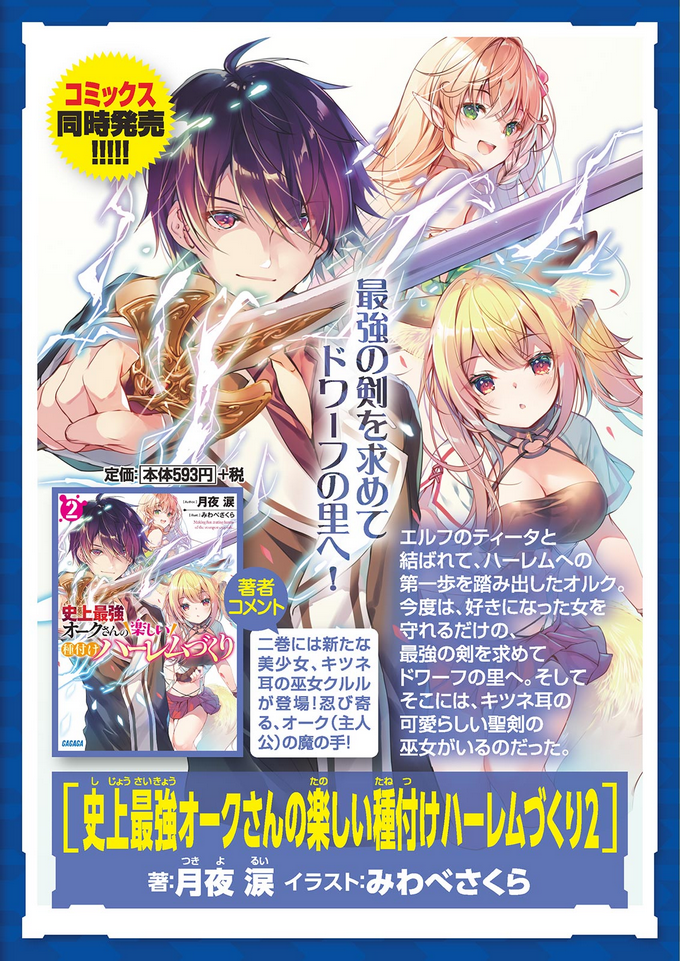 コミックス
同時発売
!!!!!
最強の剣を求めて
ドワーフの里へ！
定価:本体593円+税
2
月夜 涙
みわべさくら
史上最強
オークさんの楽しい
種付けハーレムづくり
GAGAGA
著者
コメント
二巻には新たな
美少女、キツネ
耳の巫女クルル
が登場!忍び寄
る、オーク(主人
公)の魔の手!
エルフのティータと
結ばれて、ハーレムへの
第一歩を踏み出したオルク。
今度は、好きになった女を
守れるだけの、
最強の剣を求めて
ドワーフの里へ。そして
そこには、キツネ耳の
可愛らしい聖剣の
巫女がいるのだった。
し じょう さいきょう たの たね つ
[史上最強オークさんの楽しい種付けハーレムづくり2]
つき よ るい
著:月夜 涙 イラスト:みわべさくら